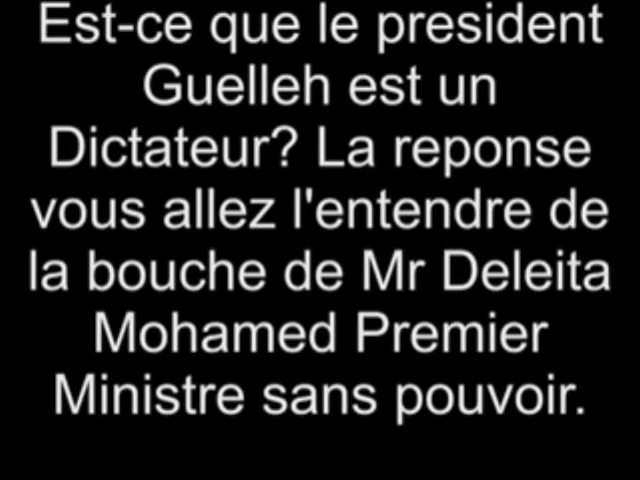 Est-ce que le president
Guelleh est un
Dictateur? La reponse
vous allez l'entendre de
la bouche de Mr Deleita
Mohamed Premier
Ministre sans pouvoir.